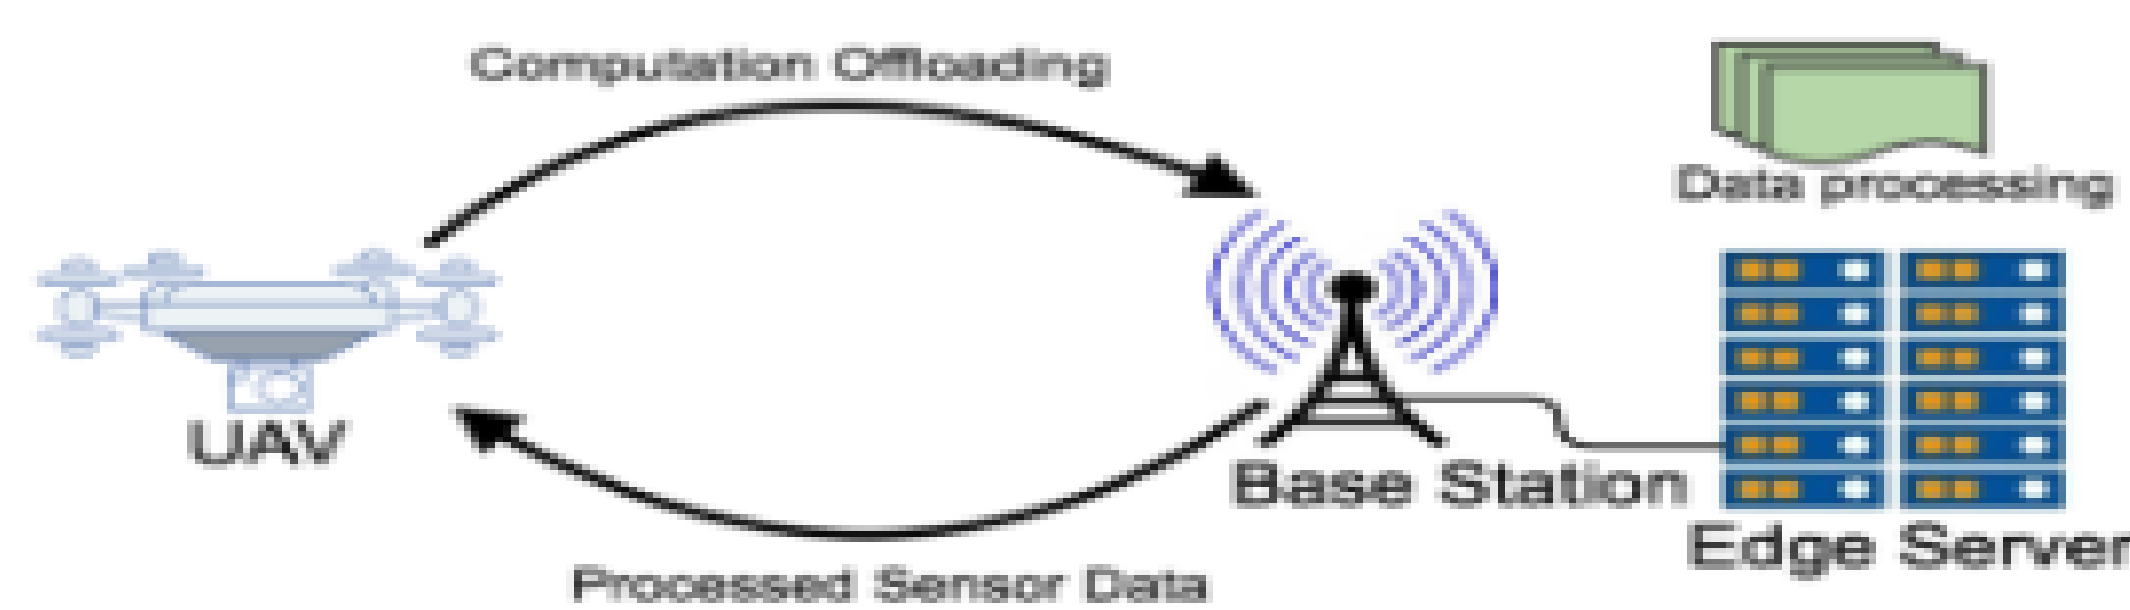 Computation Offloading
Data processing
UAV
Base Station
Edge Server
Processed Sensor Data